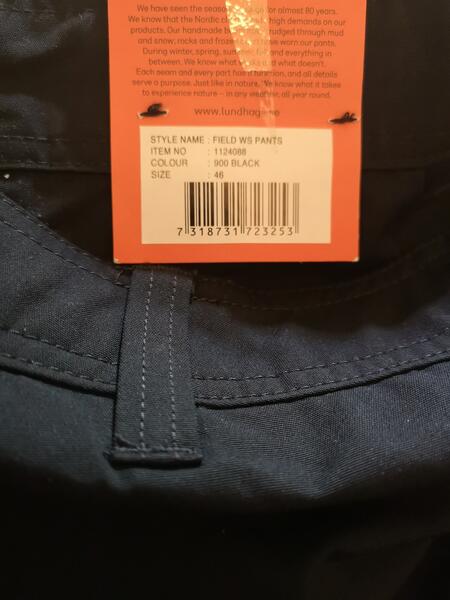 We have seen the seasons for almost 80 years.
We know that the Nordic high demands on our
products. Our handmade trudged through mud
and snow, rocks and frozen have worn our pants.
During winter, spring, summer, fall and everything in
between. We know what works and what doesn't.
Each seam and every part has a function, and all details
serve a purpose. Just like in nature. We know what it takes
to experience nature – in any weather, all year round.
www.lundhags.se
STYLE NAME : FIELD WS PANTS
ITEM NO : 1124088
COLOUR : 900 BLACK
SIZE : 46
7 318731 723253